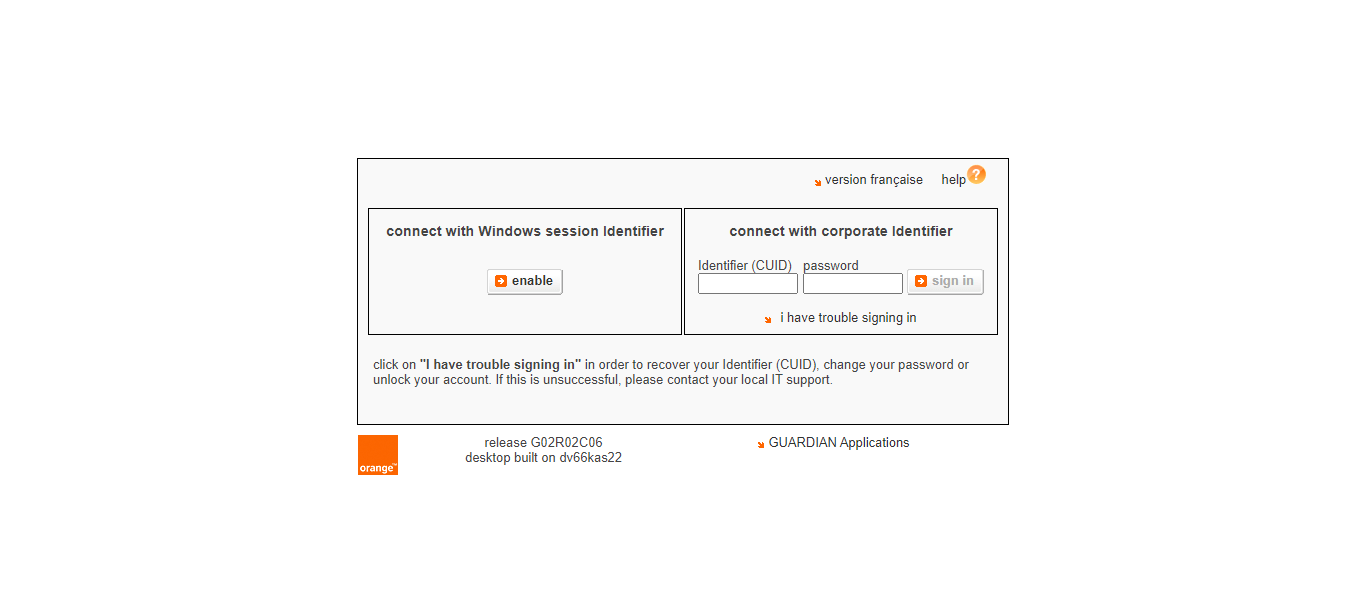 version française help ?
connect with Windows session Identifier
enable
connect with corporate Identifier
Identifier (CUID) password
sign in
i have trouble signing in
click on "I have trouble signing in" in order to recover your Identifier (CUID), change your password or
unlock your account. If this is unsuccessful, please contact your local IT support.
orange™
release G02R02C06
desktop built on dv66kas22
GUARDIAN Applications